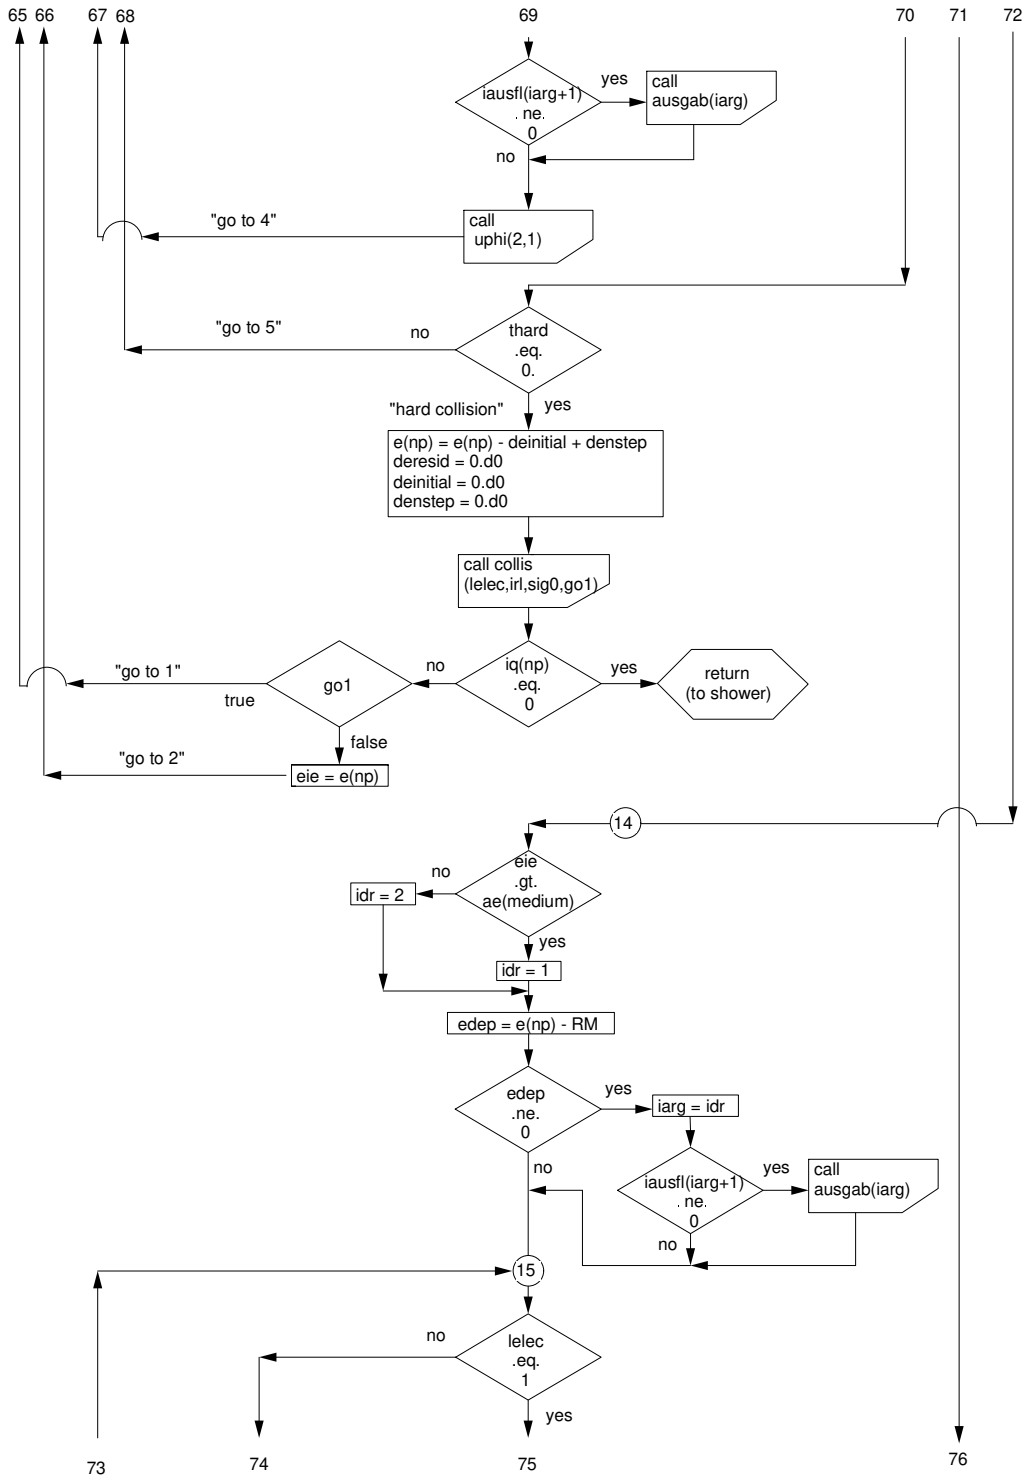 65 66 67 68 69 70 71 72
iausfl(iarg+1)
. ne.
0
yes
call
ausgab(iarg)
no
"go to 4"
call
uphi(2,1)
"go to 5"
no
thard
.eq.
0.
"hard collision"
yes
e(np) = e(np) - deinitial + denstep
deresid = 0.d0
deinitial = 0.d0
denstep = 0.d0
call collis
(lelec,irl,sig0,go1)
"go to 1"
true
go1
no
iq(np)
.eq.
0
yes
return
(to shower)
false
"go to 2"
eie = e(np)
14
eie
.gt.
ae(medium)
no
idr = 2
yes
idr = 1
edep = e(np) - RM
edep
.ne.
0
yes
iarg = idr
no
iausfl(iarg+1)
. ne.
0
yes
call
ausgab(iarg)
no
15
no
lelec
.eq.
1
yes
73 74 75 76